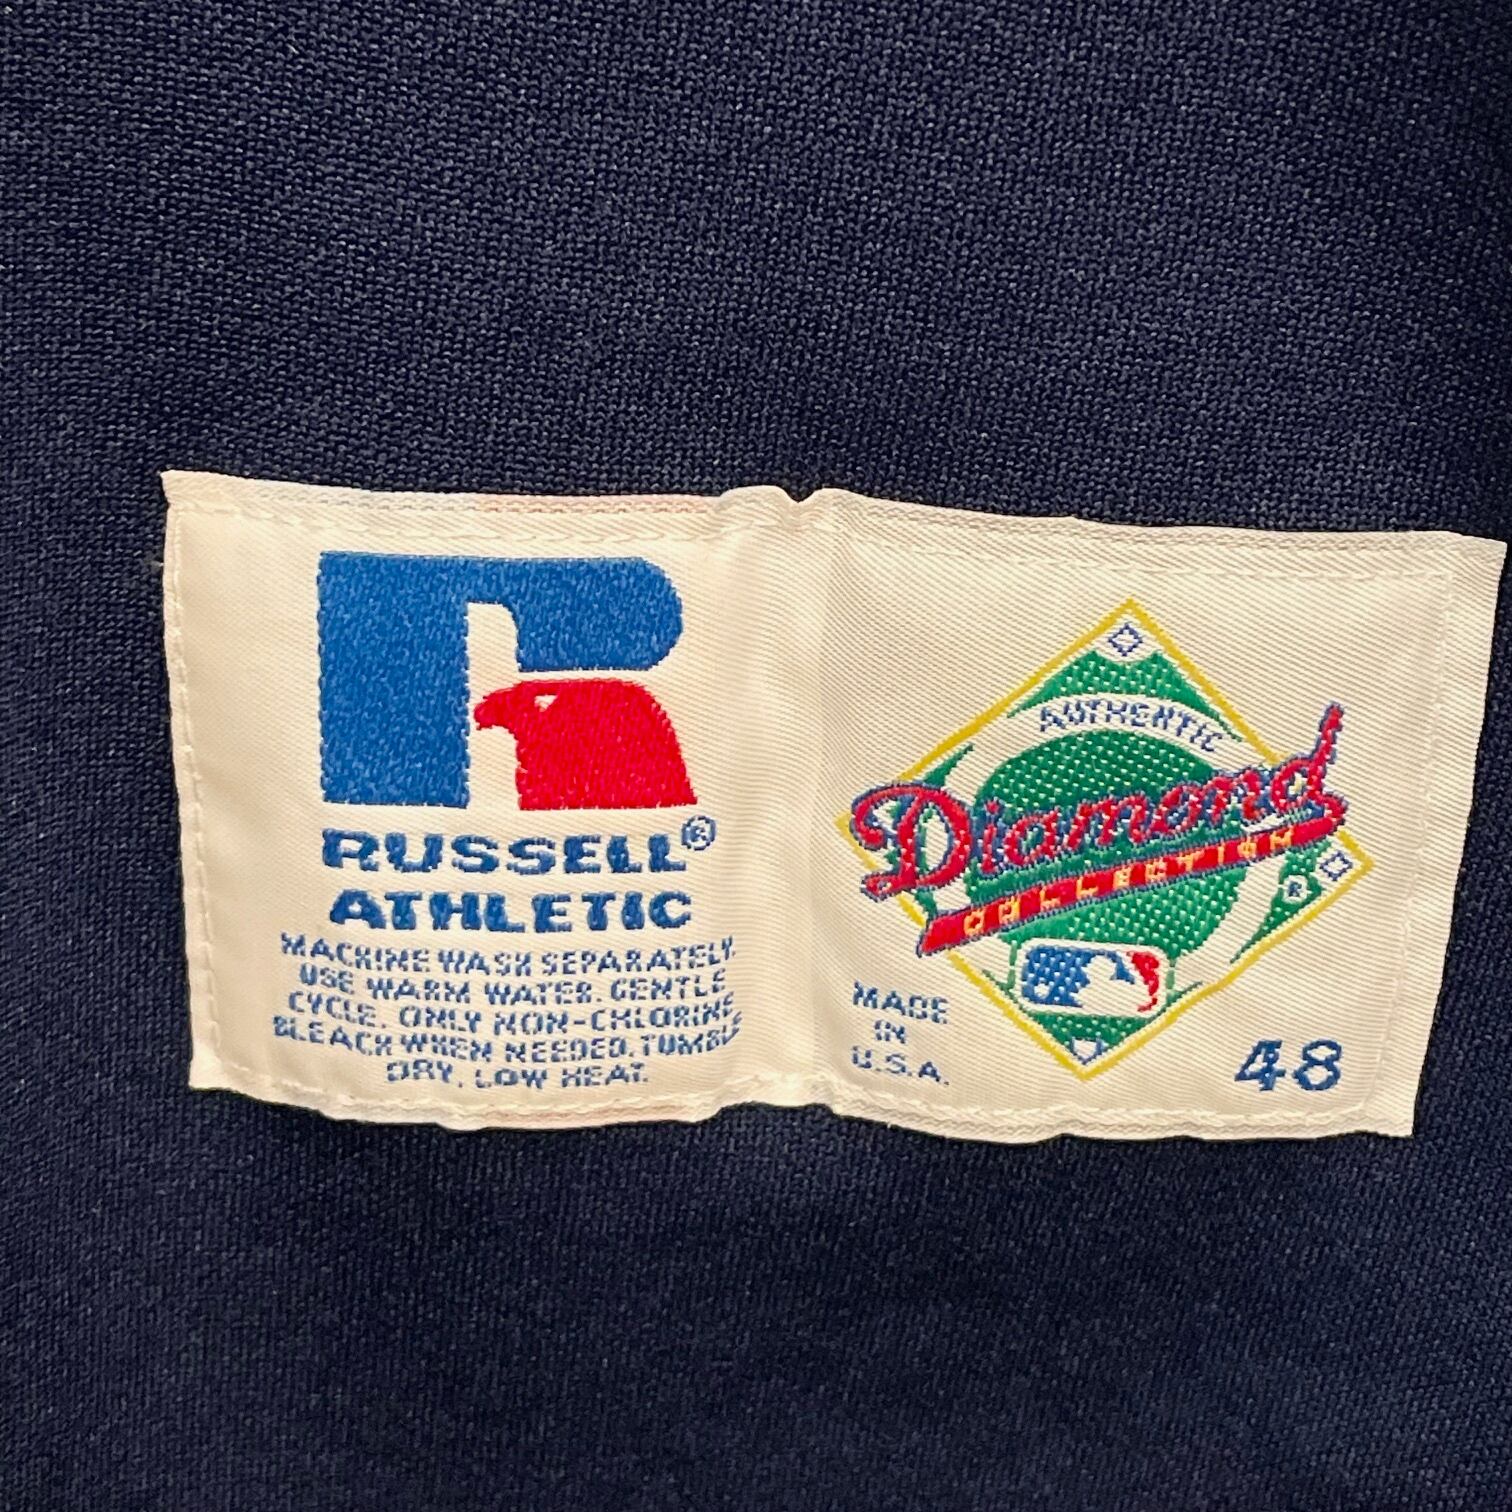 RUSSELL®
ATHLETIC
MACHINE WASH SEPARATELY.
USE WARM WATER. GENTLE
CYCLE. ONLY NON-CHLORINE
BLEACH WHEN NEEDED. TUMBLE
DRY. LOW HEAT.
AUTHENTIC
Diamond
COLLECTION
®
MADE
IN
U.S.A.
48